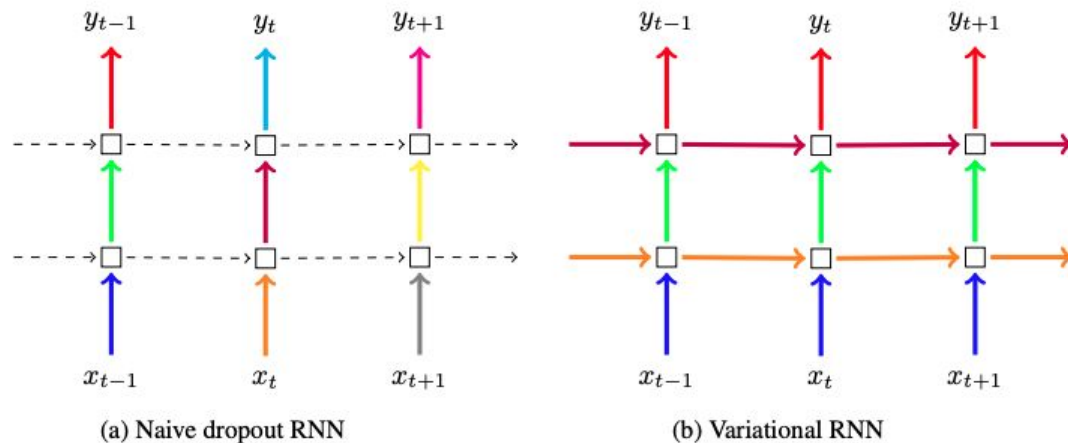 y_{t-1} y_t y_{t+1} y_{t-1} y_t y_{t+1}
x_{t-1} x_t x_{t+1} x_{t-1} x_t x_{t+1}
(a) Naive dropout RNN (b) Variational RNN